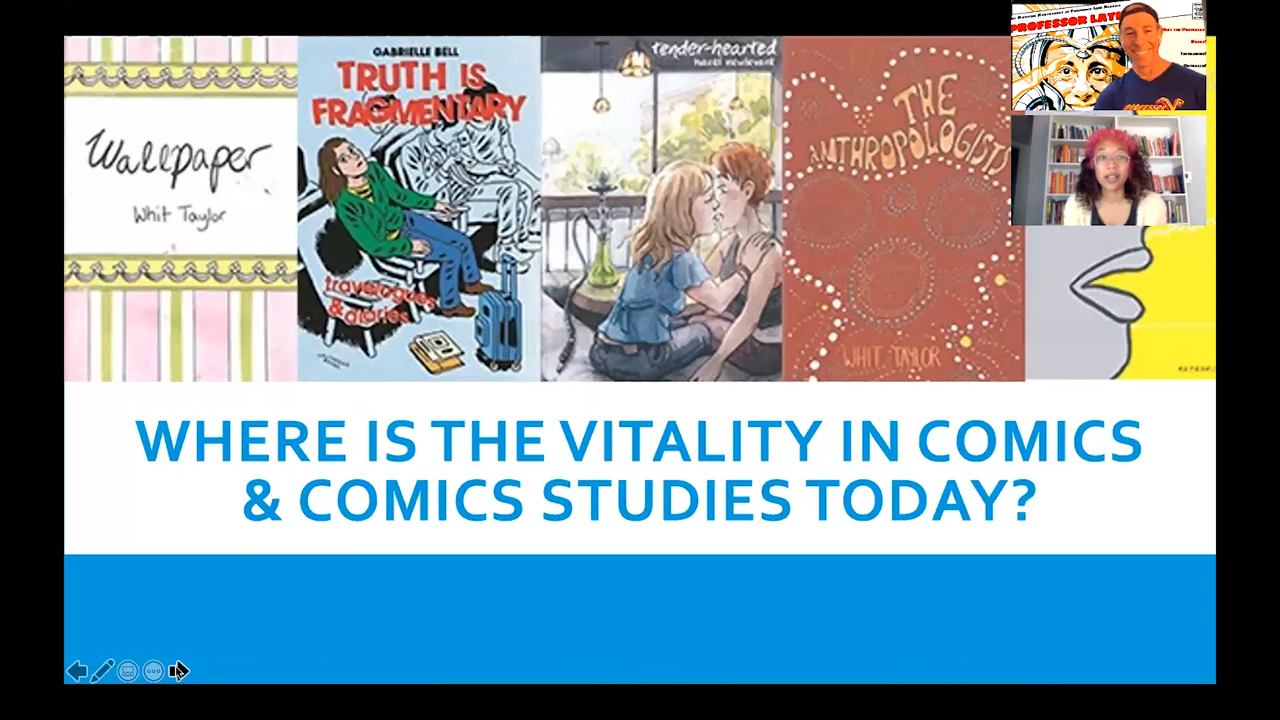 Wallpaper
Whit Taylor
GABRIELLE BELL
TRUTH IS
FRAGMENTARY
travelogues
& diaries
tender-hearted
hazel newlevant
THE
ANTHROPOLOGISTS
WHIT TAYLOR
PROFESSOR LATI
WHERE IS THE VITALITY IN COMICS
& COMICS STUDIES TODAY?